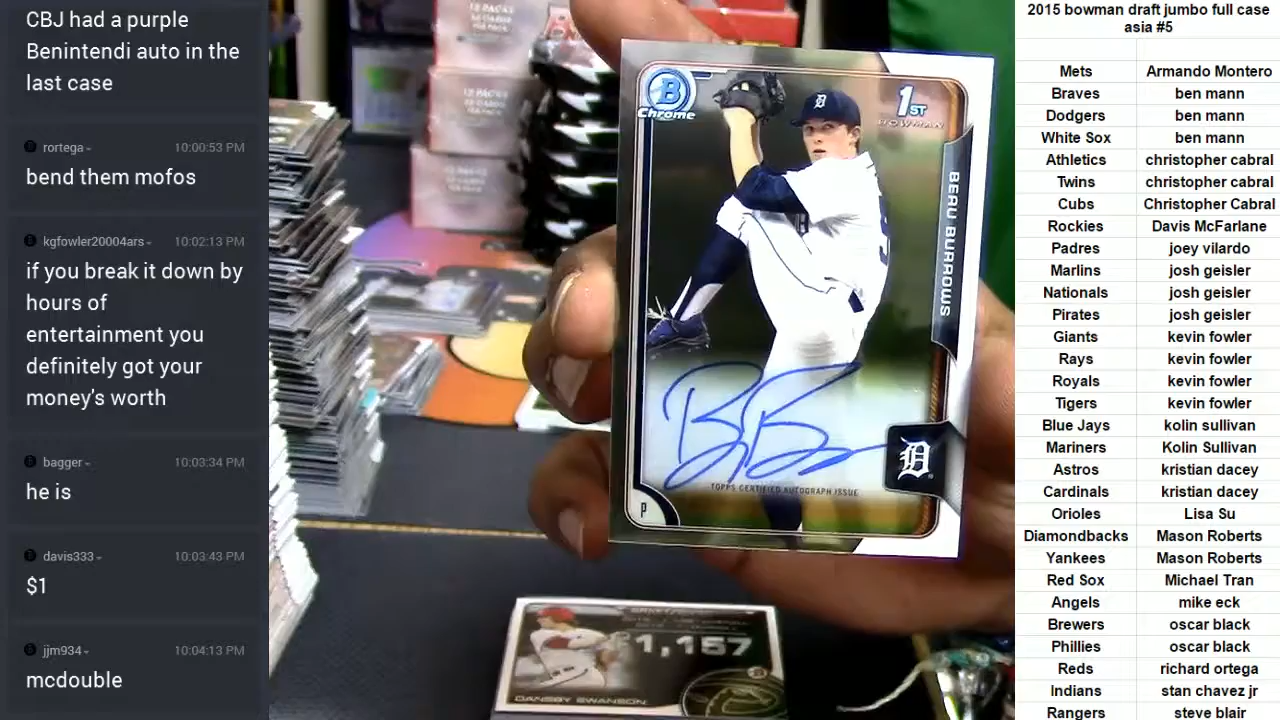 CBJ had a purple
Benintendi auto in the
last case
rortega 10:00:53 PM
bend them mofos
kgfowler20004ars 10:02:13 PM
if you break it down by
hours of
entertainment you
definitely got your
money's worth
bagger 10:03:34 PM
he is
davis333 10:03:43 PM
$1
jjm934 10:04:13 PM
mcdouble
12 PACKS
B
Chrome
1ST
BOWMAN
BEAU BURROWS
TOPPS CERTIFIED AUTOGRAPH ISSUE
P
D
1,157
DANSBY SWANSON
2015 bowman draft jumbo full case
asia #5
Mets Armando Montero
Braves ben mann
Dodgers ben mann
White Sox ben mann
Athletics christopher cabral
Twins christopher cabral
Cubs Christopher Cabral
Rockies Davis McFarlane
Padres joey vilardo
Marlins josh geisler
Nationals josh geisler
Pirates josh geisler
Giants kevin fowler
Rays kevin fowler
Royals kevin fowler
Tigers kevin fowler
Blue Jays kolin sullivan
Mariners Kolin Sullivan
Astros kristian dacey
Cardinals kristian dacey
Orioles Lisa Su
Diamondbacks Mason Roberts
Yankees Mason Roberts
Red Sox Michael Tran
Angels mike eck
Brewers oscar black
Phillies oscar black
Reds richard ortega
Indians stan chavez jr
Rangers steve blair